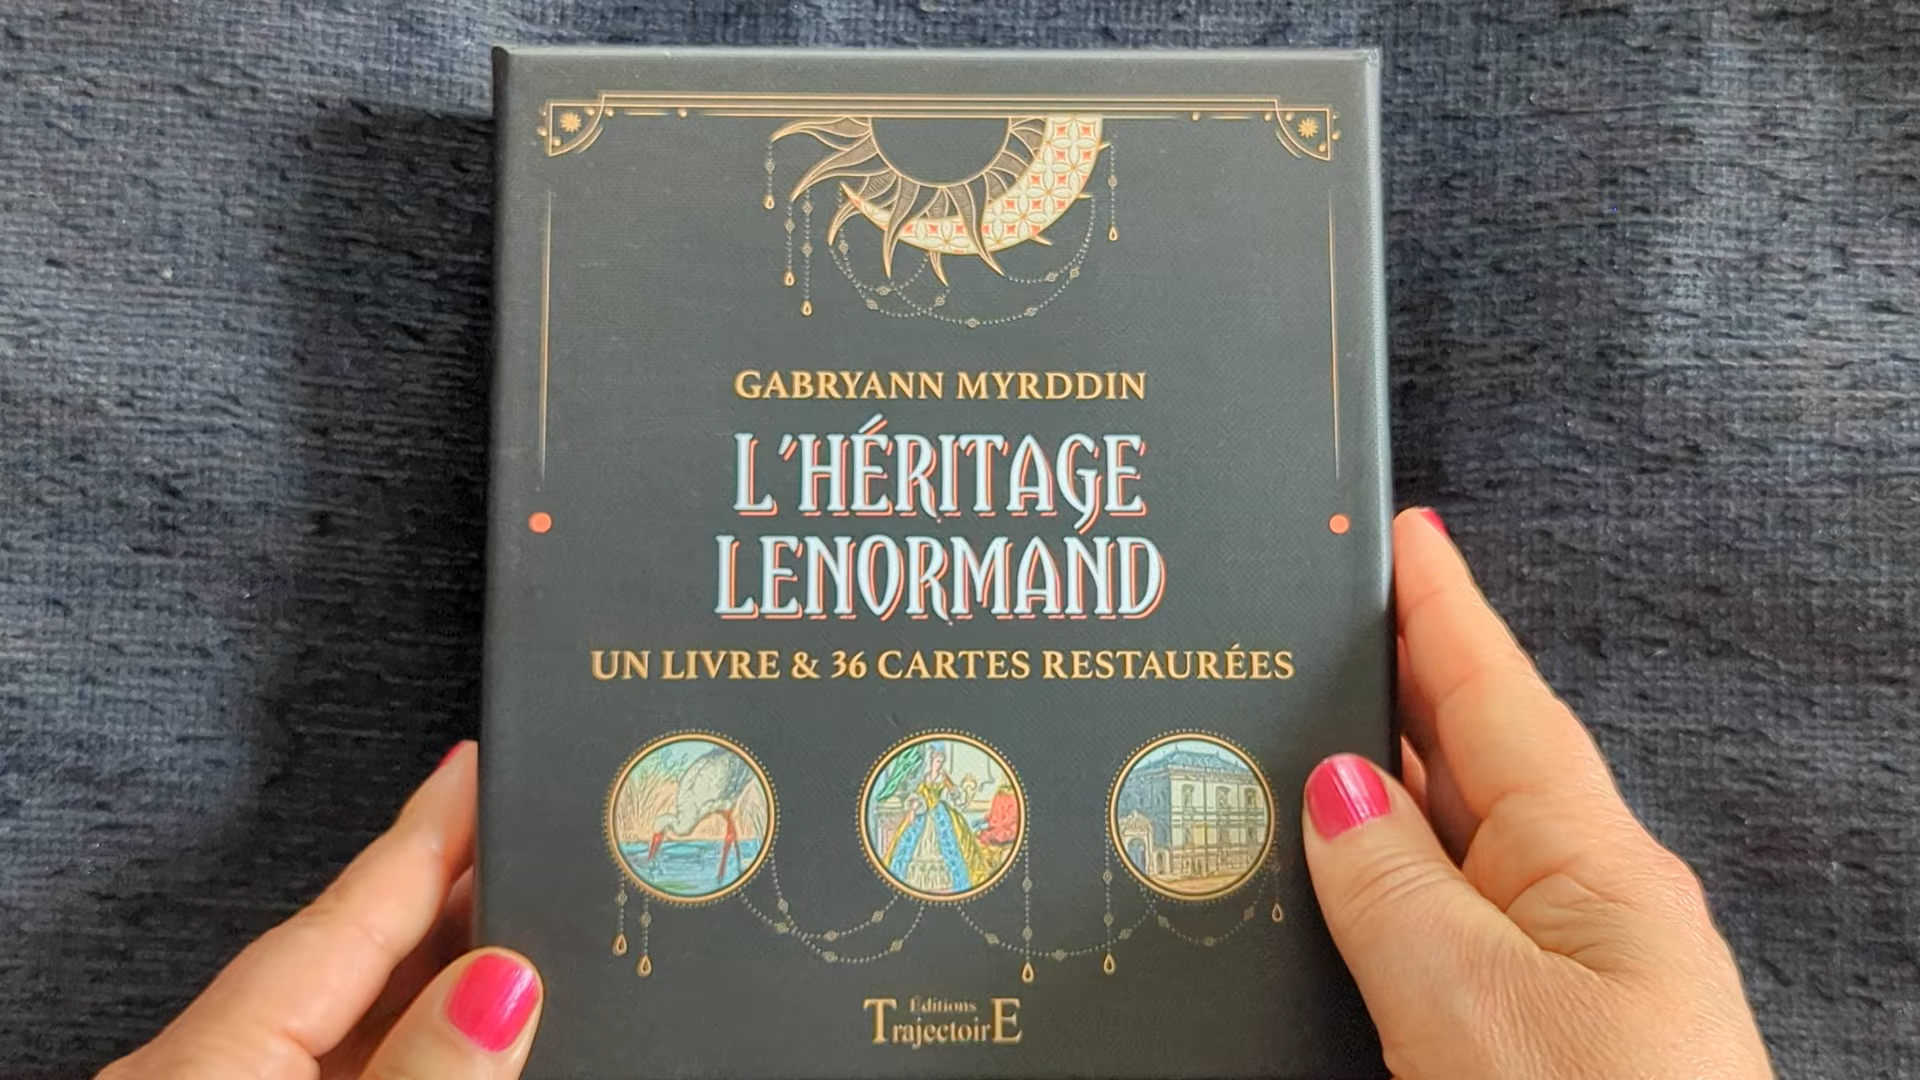 GABRYANN MYRDDIN
L'HÉRITAGE
LENORMAND
UN LIVRE & 36 CARTES RESTAURÉES
Éditions
TrajectoirE